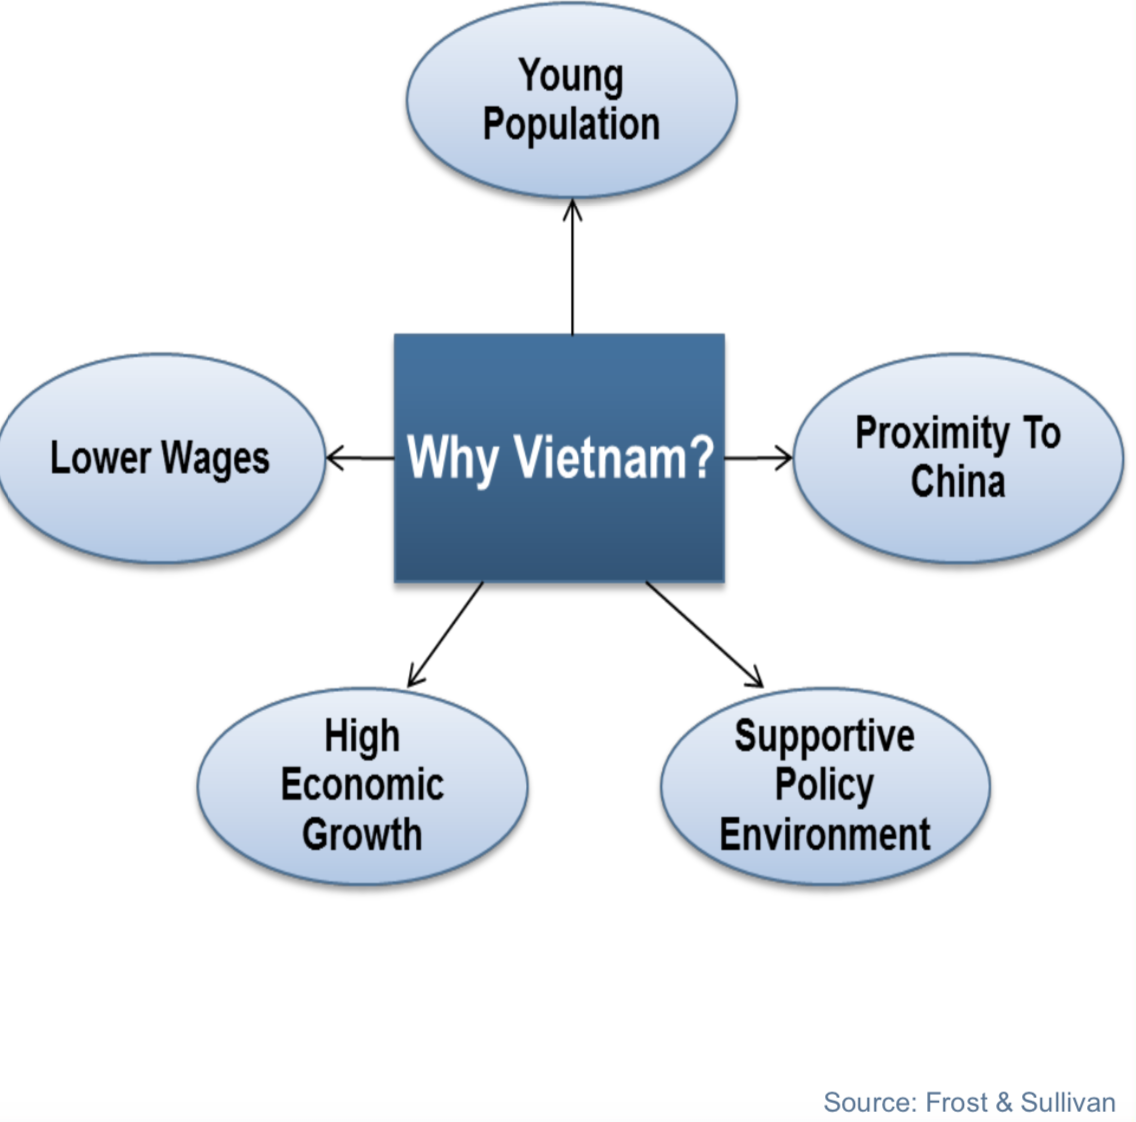 Young
Population
Lower Wages
Why Vietnam?
Proximity To
China
High
Economic
Growth
Supportive
Policy
Environment
Source: Frost & Sullivan